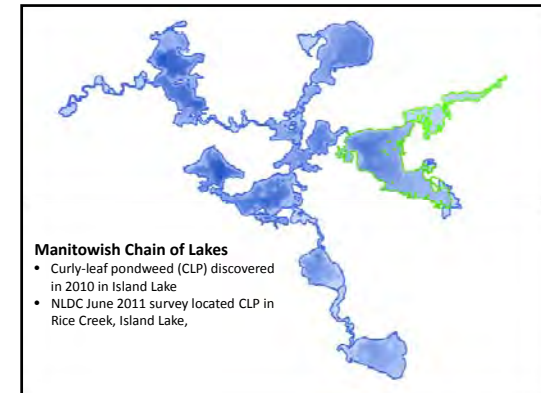 Manitowish Chain of Lakes
• Curly-leaf pondweed (CLP) discovered
in 2010 in Island Lake
• NLDC June 2011 survey located CLP in
Rice Creek, Island Lake,